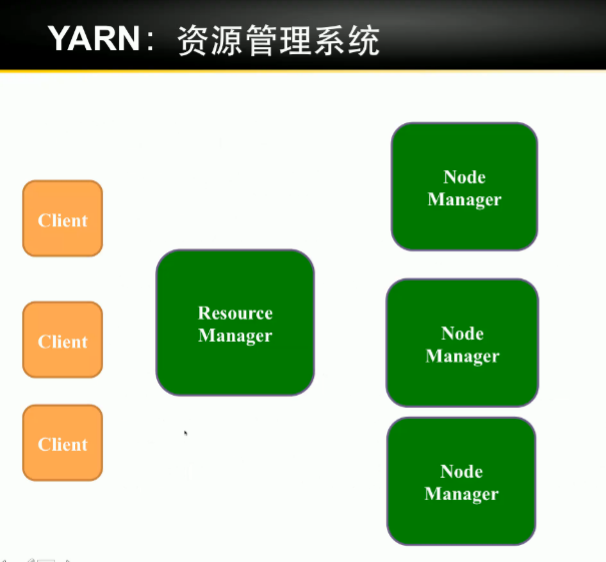 YARN：资源管理系统
Client
Client
Client
Resource
Manager
Node
Manager
Node
Manager
Node
Manager